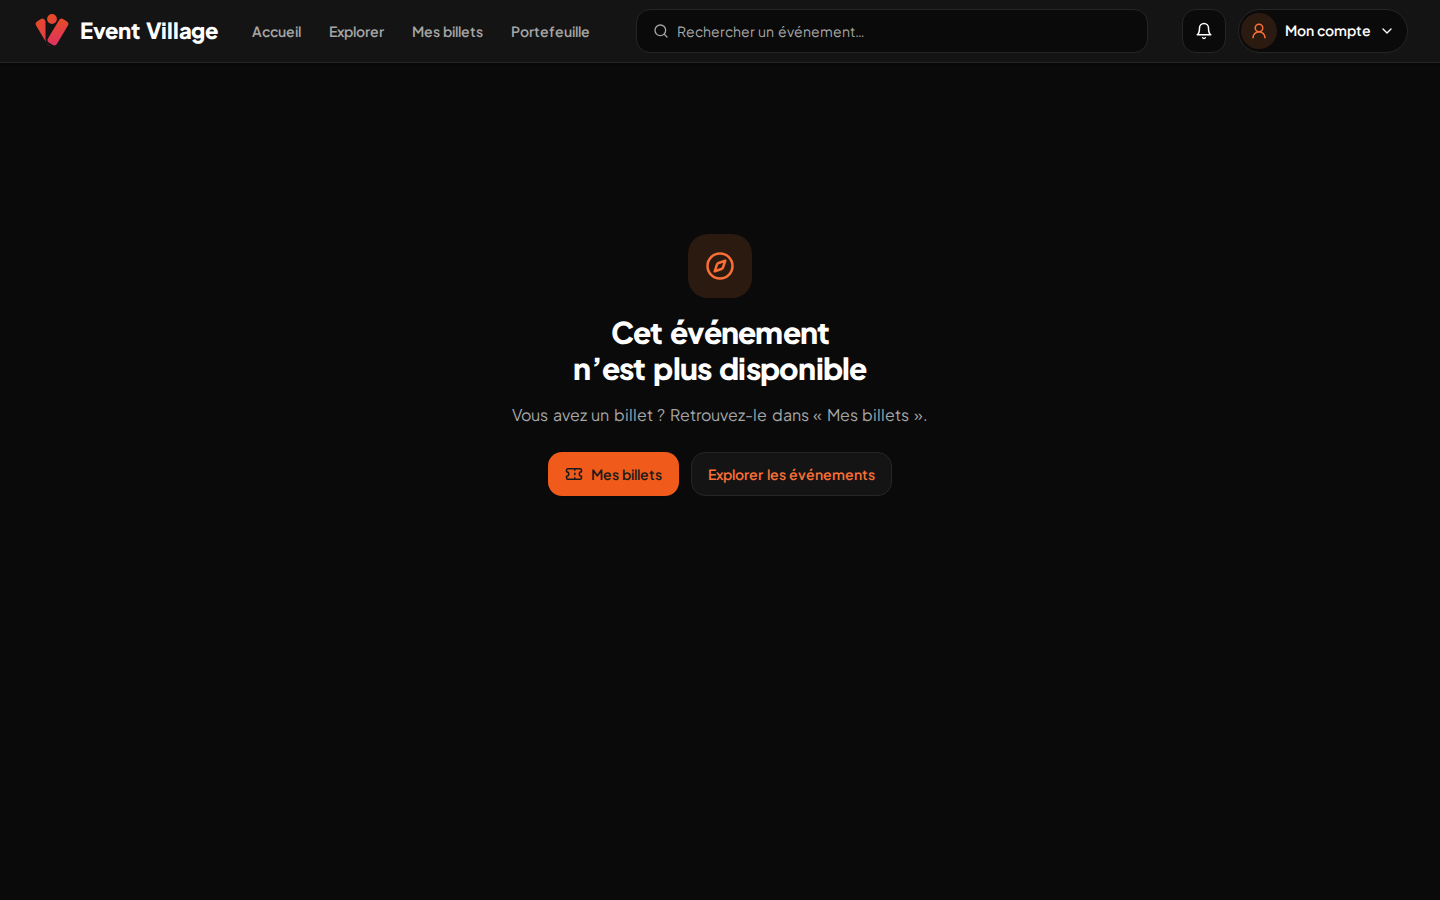 Event Village
Accueil
Explorer
Mes billets
Portefeuille
Rechercher un événement…
Mon compte
Cet événement
n’est plus disponible
Vous avez un billet ? Retrouvez-le dans « Mes billets ».
Mes billets
Explorer les événements